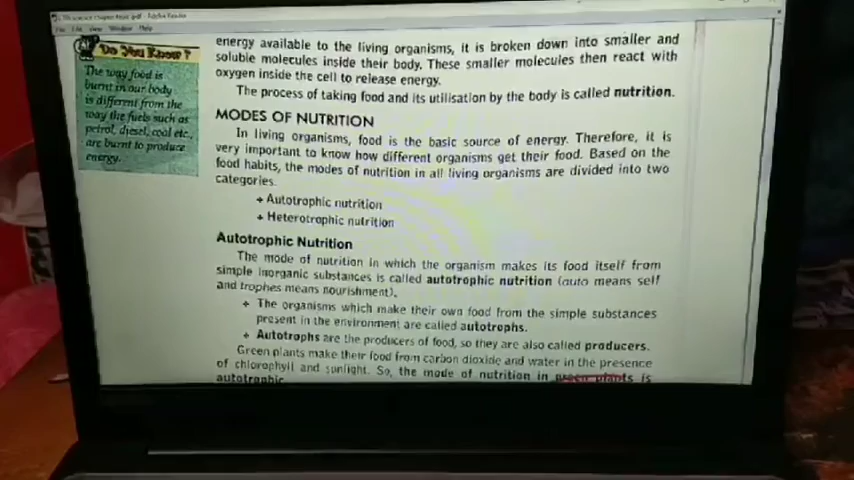 File Edit View Window Help
Do You Know?
The way food is
burnt in our body
is different from the
way the fuels such as
petrol, diesel, coal etc.,
are burnt to produce
energy.
energy available to the living organisms, it is broken down into smaller and
soluble molecules inside their body. These smaller molecules then react with
oxygen inside the cell to release energy.
The process of taking food and its utilisation by the body is called nutrition.
MODES OF NUTRITION
In living organisms, food is the basic source of energy. Therefore, it is
very important to know how different organisms get their food. Based on the
food habits, the modes of nutrition in all living organisms are divided into two
categories.
+ Autotrophic nutrition
+ Heterotrophic nutrition
Autotrophic Nutrition
The mode of nutrition in which the organism makes its food itself from
simple inorganic substances is called autotrophic nutrition (auto means self
and trophes means nourishment).
+ The organisms which make their own food from the simple substances
present in the environment are called autotrophs.
+ Autotrophs are the producers of food, so they are also called producers.
Green plants make their food from carbon dioxide and water in the presence
of chlorophyll and sunlight. So, the mode of nutrition in green plants is
autotrophic.